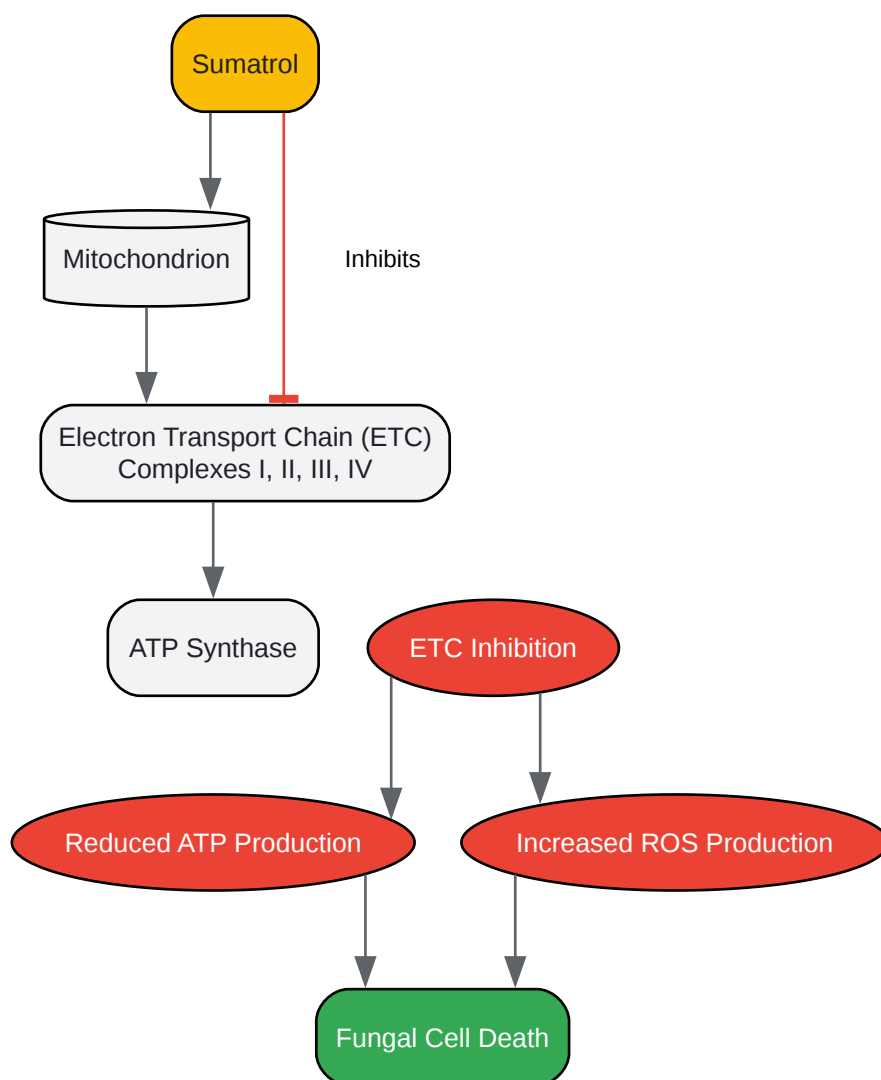 Sumatrol
Mitochondrion
Inhibits
Electron Transport Chain (ETC)
Complexes I, II, III, IV
ATP Synthase
ETC Inhibition
Reduced ATP Production
Increased ROS Production
Fungal Cell Death